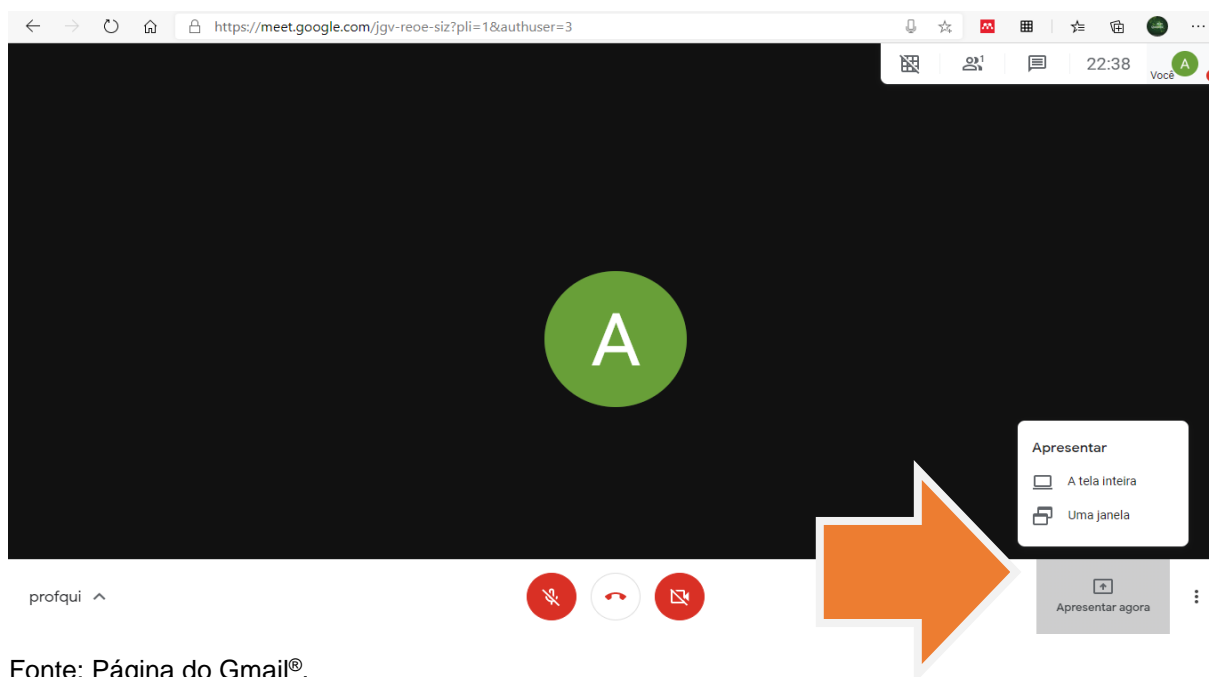 https://meet.google.com/jgv-reoe-siz?pli=1&authuser=3
1
22:38
Você
A
A
Apresentar
A tela inteira
Uma janela
profqui
Apresentar agora
Fonte: Página do Gmail®.